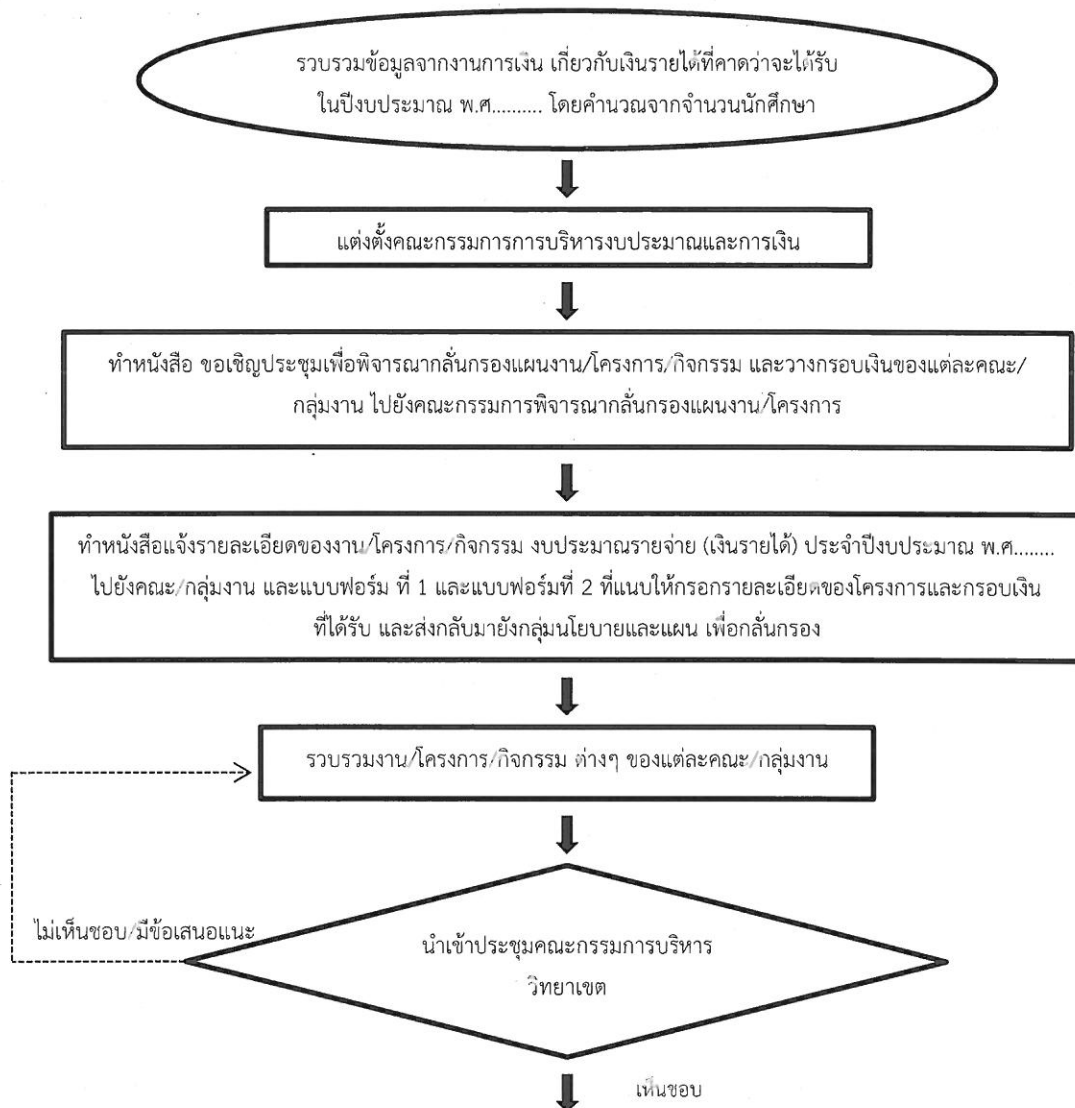 รวบรวมข้อมูลจากงานการเงิน เกี่ยวกับเงินรายได้ที่คาดว่าจะได้รับ
ในปีงบประมาณ พ.ศ.......... โดยคำนวณจากจำนวนนักศึกษา
แต่งตั้งคณะกรรมการการบริหารงบประมาณและการเงิน
ทำหนังสือ ขอเชิญประชุมเพื่อพิจารณากลั่นกรองแผนงาน/โครงการ/กิจกรรม และวางกรอบเงินของแต่ละคณะ/
กลุ่มงาน ไปยังคณะกรรมการพิจารณากลั่นกรองแผนงาน/โครงการ
ทำหนังสือแจ้งรายละเอียดของงาน/โครงการ/กิจกรรม งบประมาณรายจ่าย (เงินรายได้) ประจำปีงบประมาณ พ.ศ........
ไปยังคณะ/กลุ่มงาน และแบบฟอร์ม ที่ 1 และแบบฟอร์มที่ 2 ที่แนบให้กรอกรายละเอียดของโครงการและกรอบเงิน
ที่ได้รับ และส่งกลับมายังกลุ่มนโยบายและแผน เพื่อกลั่นกรอง
รวบรวมงาน/โครงการ/กิจกรรม ต่างๆ ของแต่ละคณะ/กลุ่มงาน
ไม่เห็นชอบ/มีข้อเสนอแนะ
นำเข้าประชุมคณะกรรมการบริหาร
วิทยาเขต
เห็นชอบ